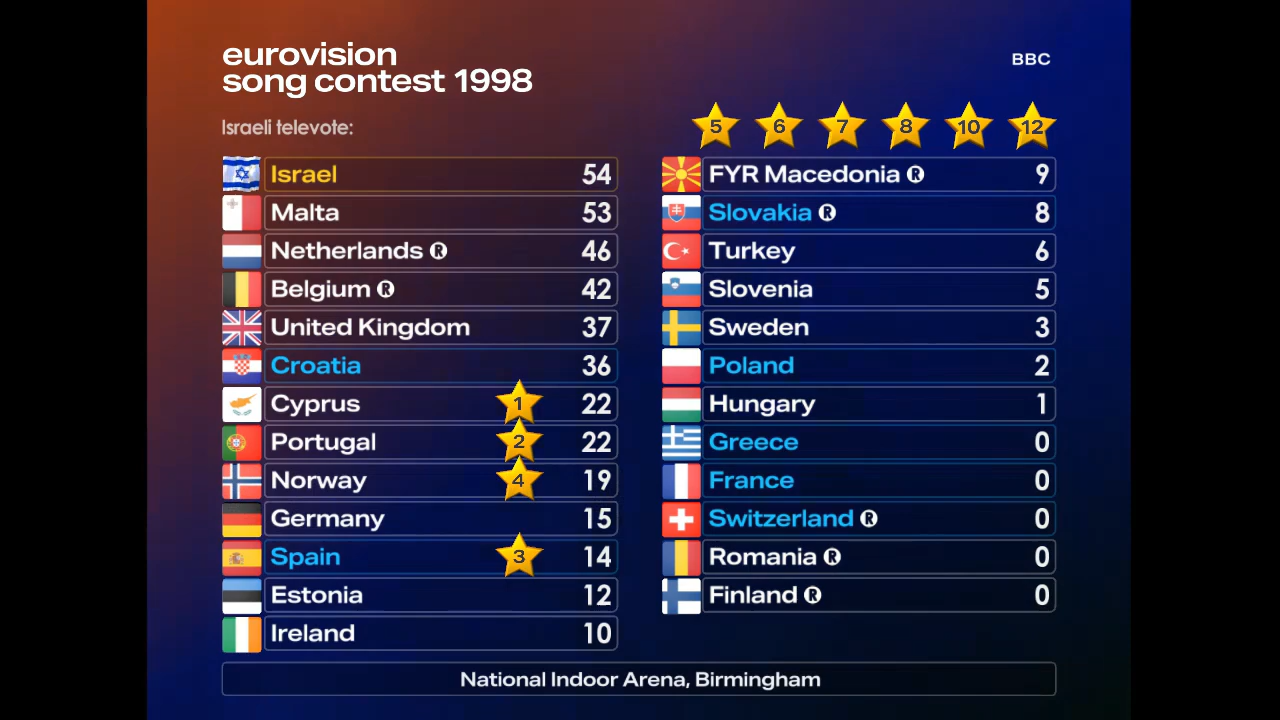 eurovision
song contest 1998
BBC
Israeli televote:
5 6 7 8 10 12
Israel 54
Malta 53
Netherlands R 46
Belgium R 42
United Kingdom 37
Croatia 36
Cyprus 1 22
Portugal 2 22
Norway 4 19
Germany 15
Spain 3 14
Estonia 12
Ireland 10
FYR Macedonia R 9
Slovakia R 8
Turkey 6
Slovenia 5
Sweden 3
Poland 2
Hungary 1
Greece 0
France 0
Switzerland R 0
Romania R 0
Finland R 0
National Indoor Arena, Birmingham